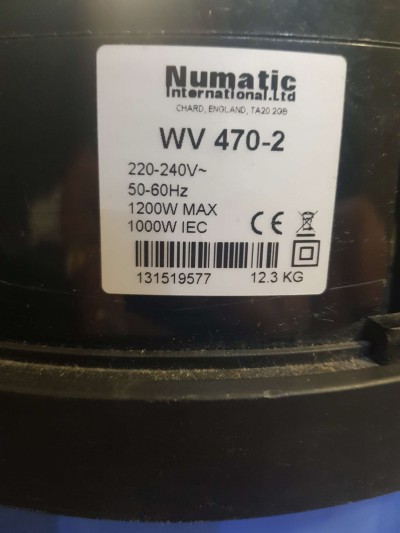 Numatic
International.Ltd
CHARD, ENGLAND, TA20 2GB
WV 470-2
220-240V~
50-60Hz
1200W MAX
1000W IEC
CE
131519577 12.3 KG